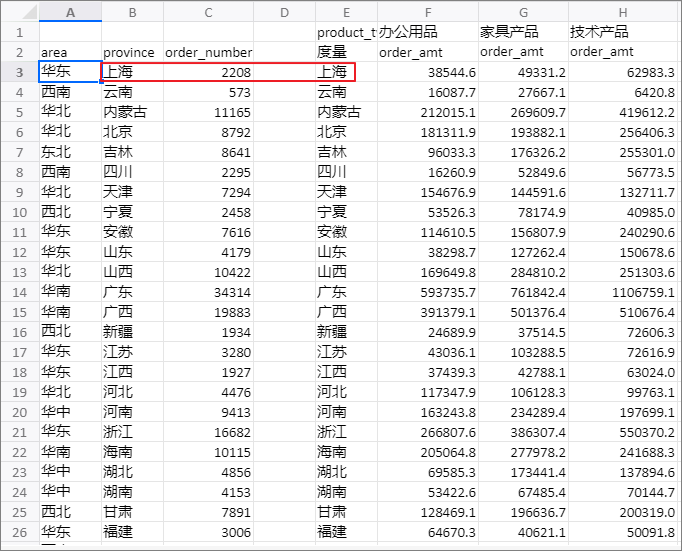 A B C D E F G H
1 product_t 办公用品 家具产品 技术产品
2 area province order_number 度量 order_amt order_amt order_amt
3 华东 上海 2208 上海 38544.6 49331.2 62983.3
4 西南 云南 573 云南 16087.7 27667.1 6420.8
5 华北 内蒙古 11165 内蒙古 212015.1 269609.7 419612.2
6 华北 北京 8792 北京 181311.9 193882.1 256406.3
7 东北 吉林 8641 吉林 96033.3 176326.2 255301.0
8 西南 四川 2295 四川 16260.9 52849.6 56773.5
9 华北 天津 7294 天津 154676.9 144591.6 132711.7
10 西北 宁夏 2458 宁夏 53526.3 78174.9 40985.0
11 华东 安徽 7616 安徽 114610.5 156807.9 240290.6
12 华东 山东 4179 山东 38298.7 127262.4 150678.6
13 华北 山西 10422 山西 169649.8 284810.2 251303.6
14 华南 广东 34314 广东 593735.7 761842.4 1106759.1
15 华南 广西 19883 广西 391379.1 501376.4 510676.4
16 西北 新疆 1934 新疆 24689.9 37514.5 72606.3
17 华东 江苏 3280 江苏 43036.1 103288.5 72616.9
18 华东 江西 1927 江西 37439.3 42788.1 63024.0
19 华北 河北 4476 河北 117347.9 106128.3 99763.1
20 华中 河南 9413 河南 163243.8 234289.4 197699.1
21 华东 浙江 16682 浙江 266807.6 386307.4 550370.2
22 华南 海南 10115 海南 205064.8 277978.2 241688.3
23 华中 湖北 4856 湖北 69585.3 173441.4 137894.6
24 华中 湖南 4153 湖南 53422.6 67485.4 70144.7
25 西北 甘肃 7891 甘肃 128469.1 196636.7 200319.0
26 华东 福建 3006 福建 64670.3 40621.1 50091.8